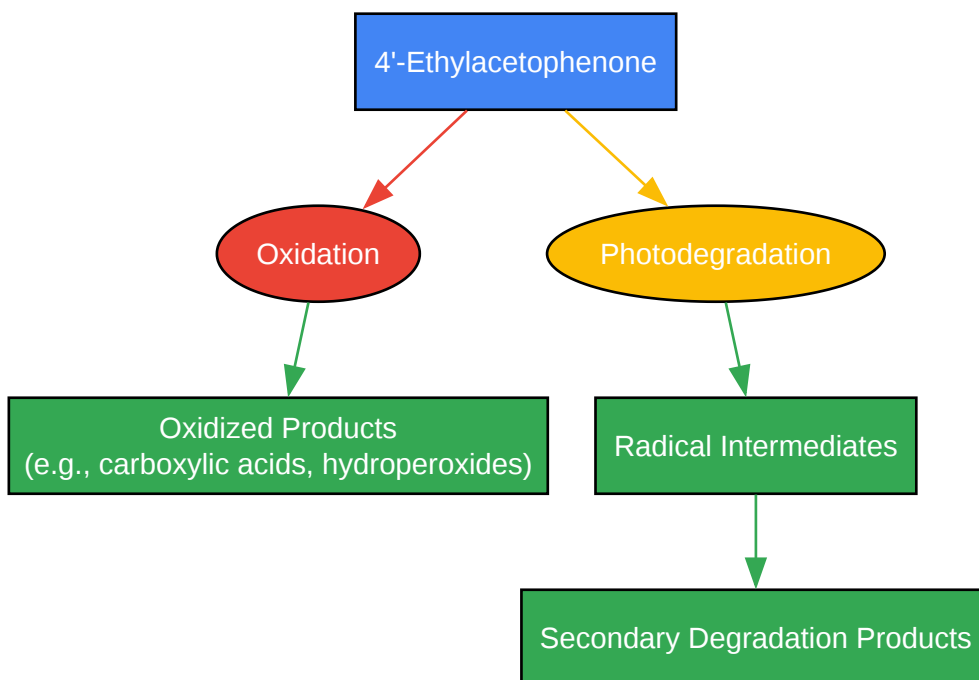 4'-Ethylacetophenone
Oxidation
Photodegradation
Oxidized Products
(e.g., carboxylic acids, hydroperoxides)
Radical Intermediates
Secondary Degradation Products